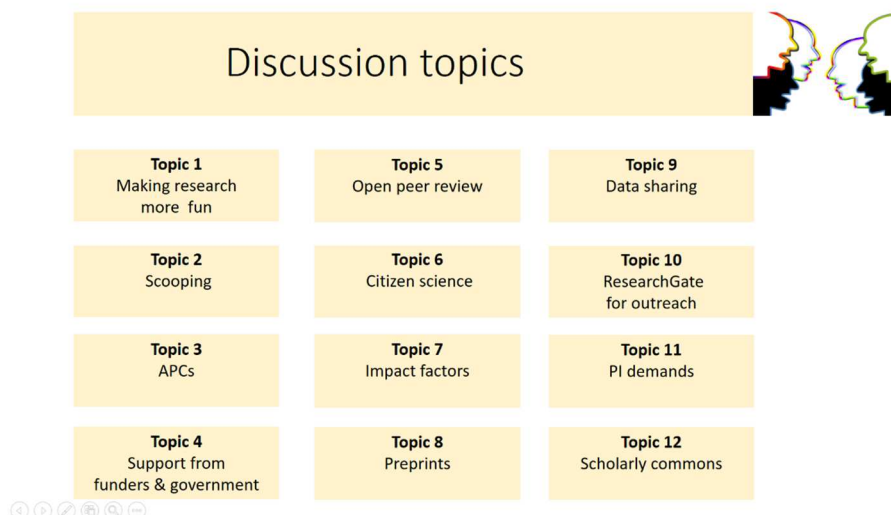 Discussion topics
Topic 1
Making research
more fun
Topic 2
Scooping
Topic 3
APCs
Topic 4
Support from
funders & government
Topic 5
Open peer review
Topic 6
Citizen science
Topic 7
Impact factors
Topic 8
Preprints
Topic 9
Data sharing
Topic 10
ResearchGate
for outreach
Topic 11
PI demands
Topic 12
Scholarly commons